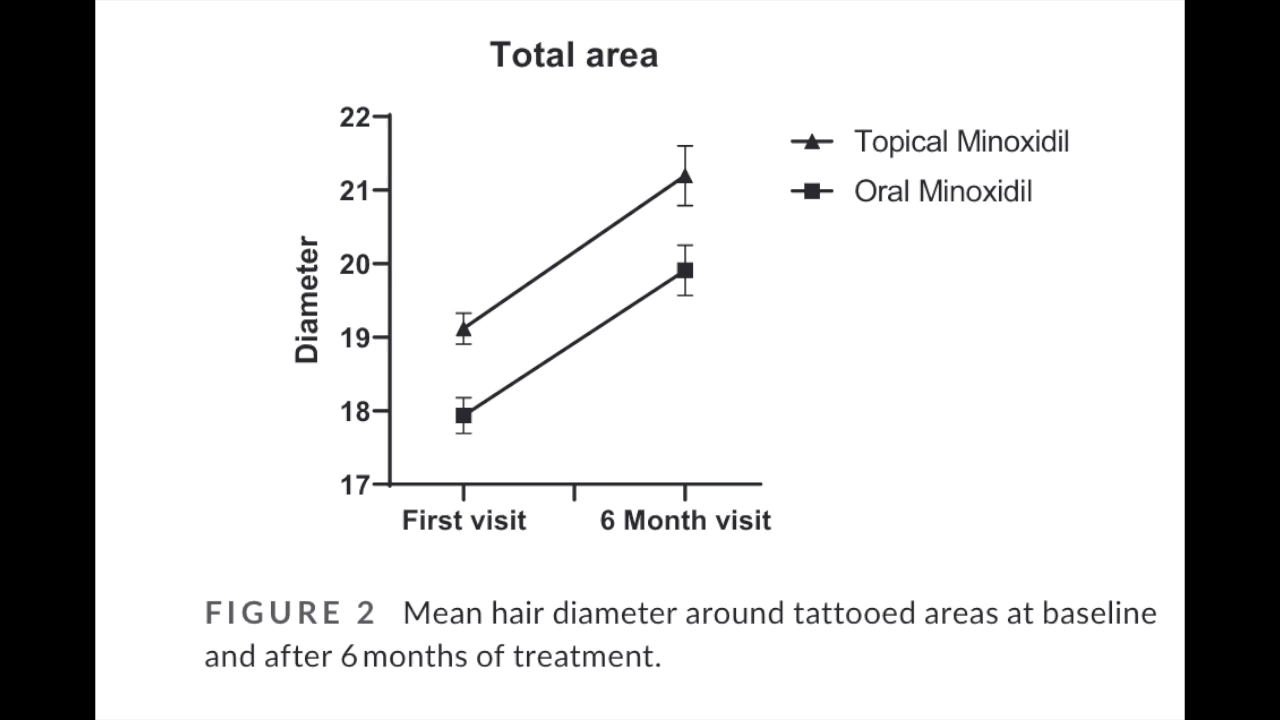 Total area
22
21
20
19
18
17
Diameter
First visit
6 Month visit
Topical Minoxidil
Oral Minoxidil
FIGURE 2 Mean hair diameter around tattooed areas at baseline
and after 6 months of treatment.